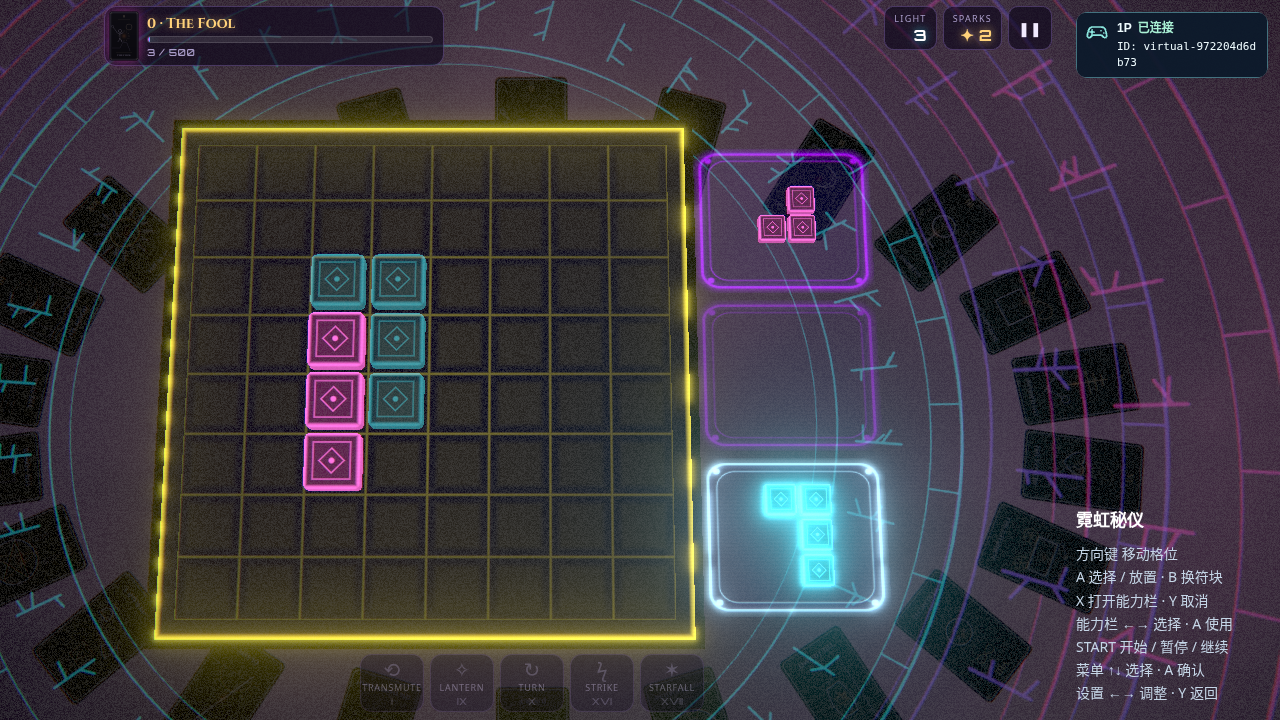 0 · THE FOOL
3 / 500
LIGHT
3
SPARKS
✦ 2
1P 已连接
ID: virtual-972204d6d
b73
霓虹秘仪
方向键 移动格位
A 选择 / 放置 · B 换符块
X 打开能力栏 · Y 取消
能力栏 ←→ 选择 · A 使用
START 开始 / 暂停 / 继续
菜单 ↑↓ 选择 · A 确认
设置 ←→ 调整 · Y 返回
TRANSMUTE
I
LANTERN
IX
TURN
X
STRIKE
XVI
STARFALL
XVII